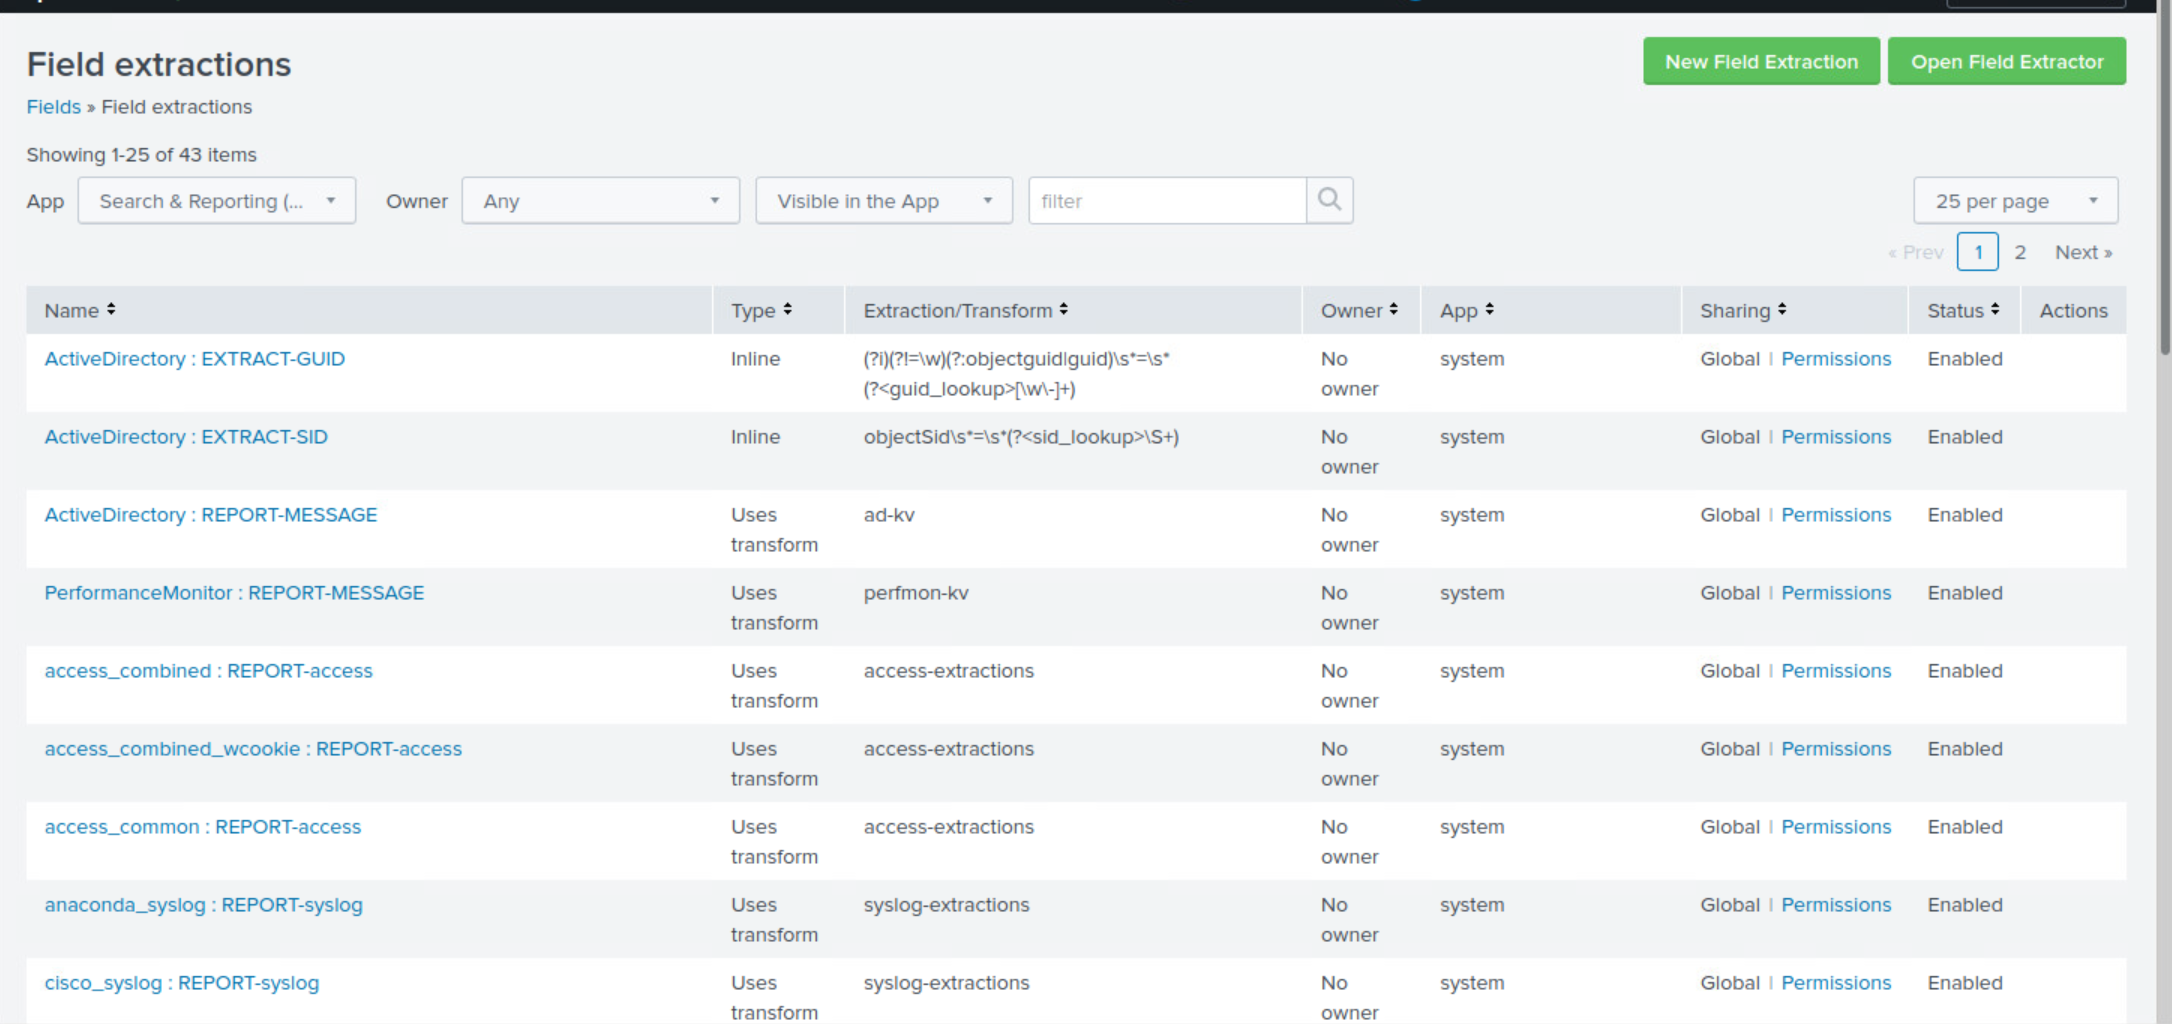 Field extractions
New Field Extraction
Open Field Extractor
Fields » Field extractions
Showing 1-25 of 43 items
App Search & Reporting (... Owner Any Visible in the App filter 25 per page
« Prev 1 2 Next »
Name Type Extraction/Transform Owner App Sharing Status Actions
ActiveDirectory : EXTRACT-GUID Inline (?i)(?!=\w)(?:objectguid|guid)\s*=\s* No system Global | Permissions Enabled
(?<guid_lookup>[\w\-]+) owner
ActiveDirectory : EXTRACT-SID Inline objectSid\s*=\s*(?<sid_lookup>\S+) No system Global | Permissions Enabled
owner
ActiveDirectory : REPORT-MESSAGE Uses ad-kv No system Global | Permissions Enabled
transform owner
PerformanceMonitor : REPORT-MESSAGE Uses perfmon-kv No system Global | Permissions Enabled
transform owner
access_combined : REPORT-access Uses access-extractions No system Global | Permissions Enabled
transform owner
access_combined_wcookie : REPORT-access Uses access-extractions No system Global | Permissions Enabled
transform owner
access_common : REPORT-access Uses access-extractions No system Global | Permissions Enabled
transform owner
anaconda_syslog : REPORT-syslog Uses syslog-extractions No system Global | Permissions Enabled
transform owner
cisco_syslog : REPORT-syslog Uses syslog-extractions No system Global | Permissions Enabled
transform owner